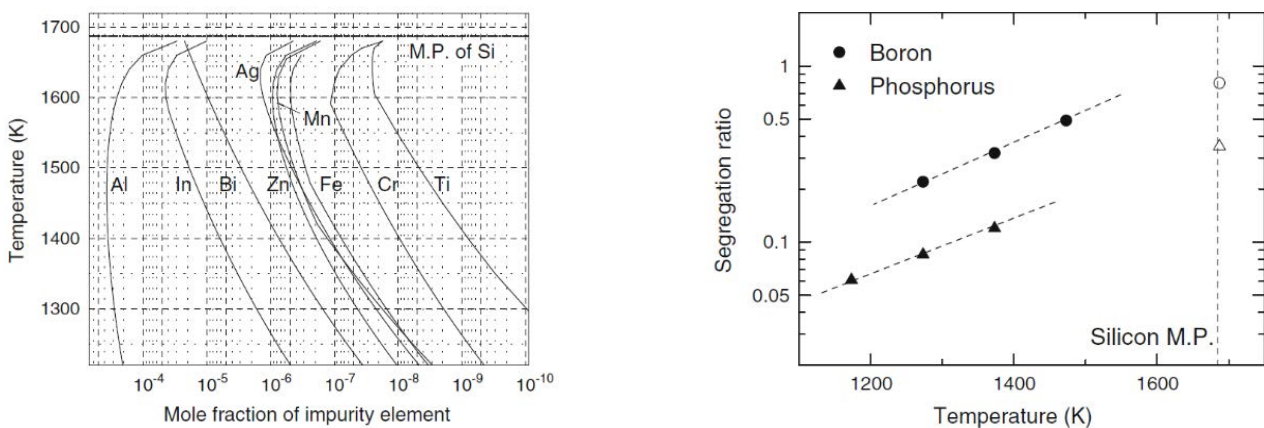 1700
1600
1500
1400
1300
Temperature (K)
M.P. of Si
Ag
Mn
Al
In
Bi
Zn
Fe
Cr
Ti
10⁻⁴
10⁻⁵
10⁻⁶
10⁻⁷
10⁻⁸
10⁻⁹
10⁻¹⁰
Mole fraction of impurity element
Boron
Phosphorus
1
0.5
0.1
0.05
Segregation ratio
Silicon M.P.
1200
1400
1600
Temperature (K)